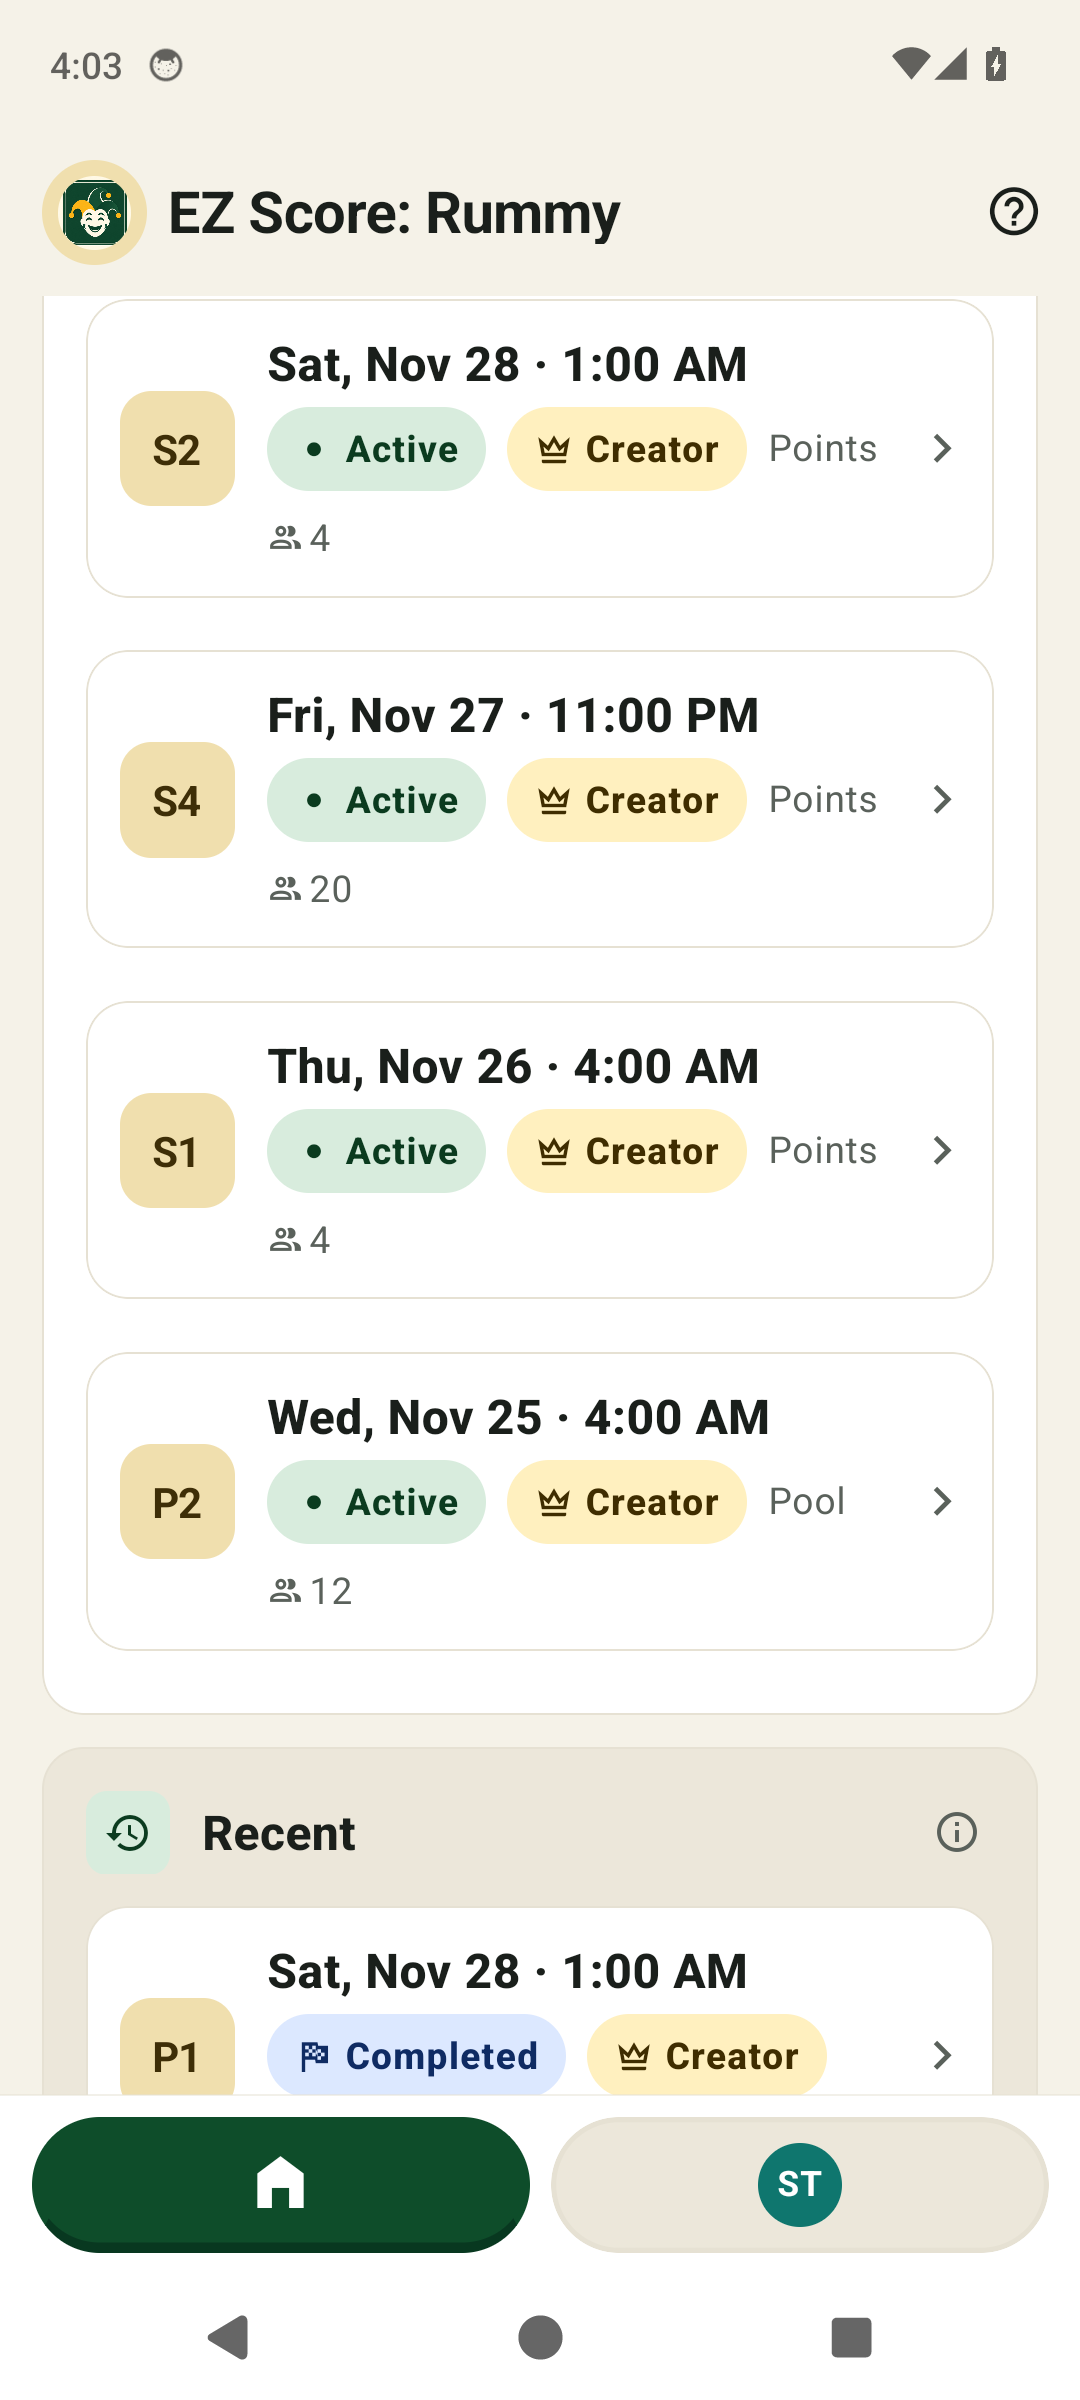 4:03
EZ Score: Rummy
Sat, Nov 28 · 1:00 AM
S2
Active
Creator
Points
4
Fri, Nov 27 · 11:00 PM
S4
Active
Creator
Points
20
Thu, Nov 26 · 4:00 AM
S1
Active
Creator
Points
4
Wed, Nov 25 · 4:00 AM
P2
Active
Creator
Pool
12
Recent
Sat, Nov 28 · 1:00 AM
P1
Completed
Creator
ST